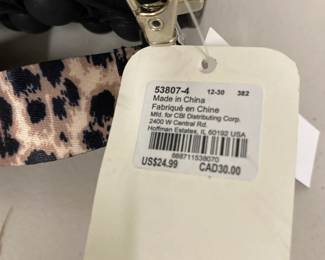 53807-4 12-30 382
Made in China
Fabriqué en Chine
Mfd. for CBI Distributing Corp.
2400 W Central Rd.
Hoffman Estates, IL 60192 USA
888711538070
US$24.99 CAD30.00